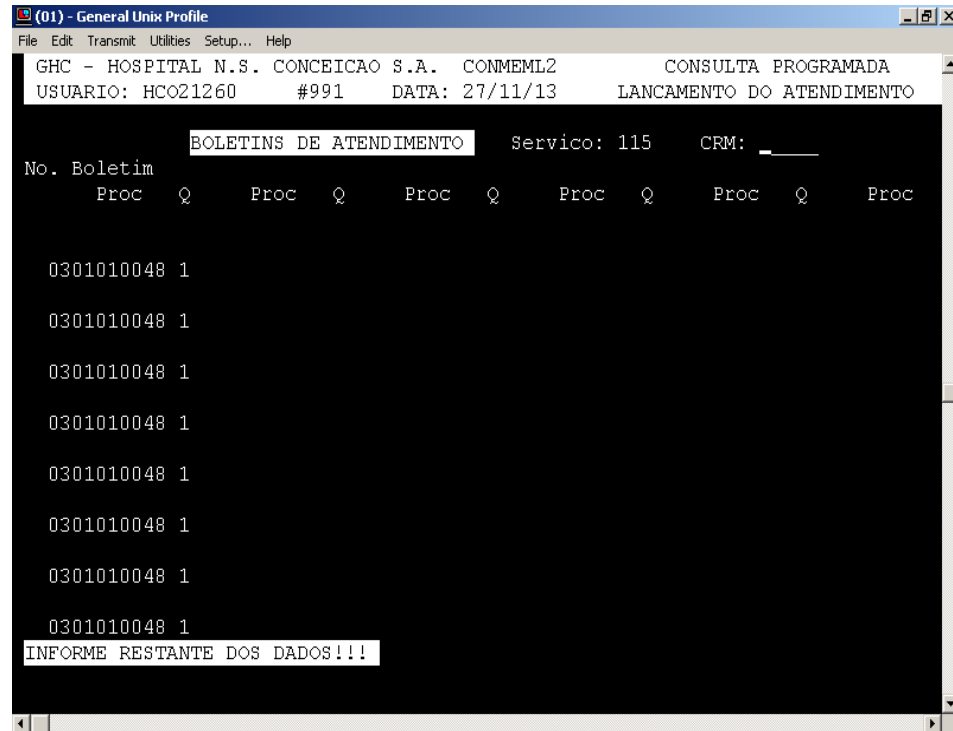 (01) - General Unix Profile
File Edit Transmit Utilities Setup... Help
GHC - HOSPITAL N.S. CONCEICAO S.A. CONMEML2 CONSULTA PROGRAMADA
USUARIO: HCO21260 #991 DATA: 27/11/13 LANCAMENTO DO ATENDIMENTO
BOLETINS DE ATENDIMENTO Servico: 115 CRM: _____
No. Boletim
Proc Q Proc Q Proc Q Proc Q Proc Q Proc
0301010048 1
0301010048 1
0301010048 1
0301010048 1
0301010048 1
0301010048 1
0301010048 1
0301010048 1
INFORME RESTANTE DOS DADOS!!!